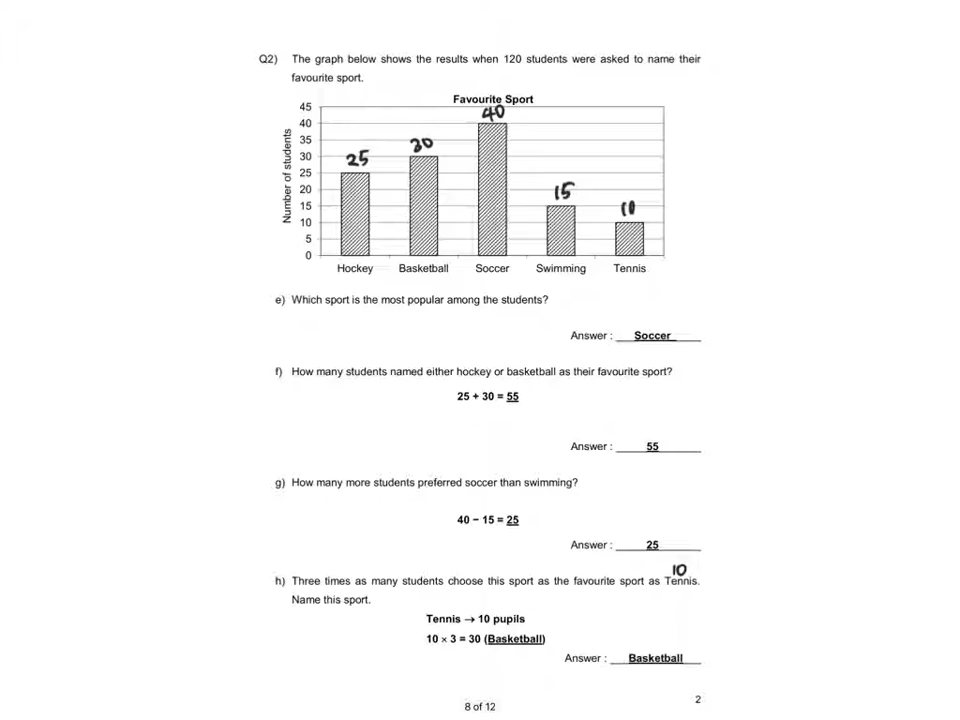 Q2) The graph below shows the results when 120 students were asked to name their
favourite sport.
Favourite Sport
45
40
35
30
25
20
15
10
5
0
Number of students
25
30
40
15
10
Hockey Basketball Soccer Swimming Tennis
e) Which sport is the most popular among the students?
Answer : Soccer
f) How many students named either hockey or basketball as their favourite sport?
25 + 30 = 55
Answer : 55
g) How many more students preferred soccer than swimming?
40 − 15 = 25
Answer : 25
10
h) Three times as many students choose this sport as the favourite sport as Tennis.
Name this sport.
Tennis → 10 pupils
10 × 3 = 30 (Basketball)
Answer : Basketball
2
8 of 12